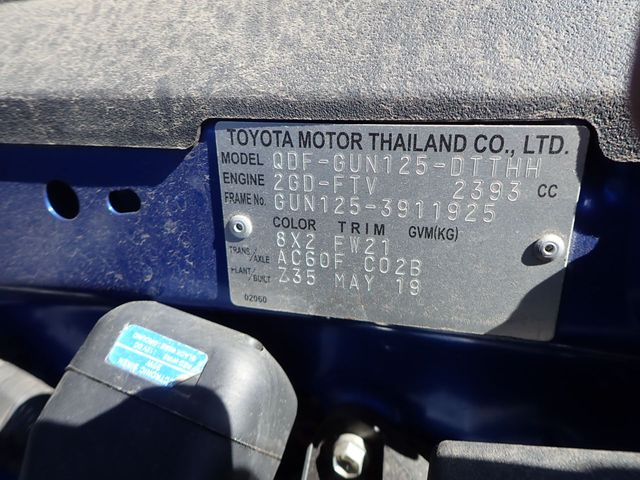 TOYOTA MOTOR THAILAND CO., LTD.
MODEL QDF-GUN125-DTTHH
ENGINE 2GD-FTV 2393 CC
FRAME No. GUN125-3911925
COLOR TRIM GVM(KG)
8X2 FW21
TRANS/AXLE AC60F C02B
PLANT/BUILT Z35 MAY 19
02060